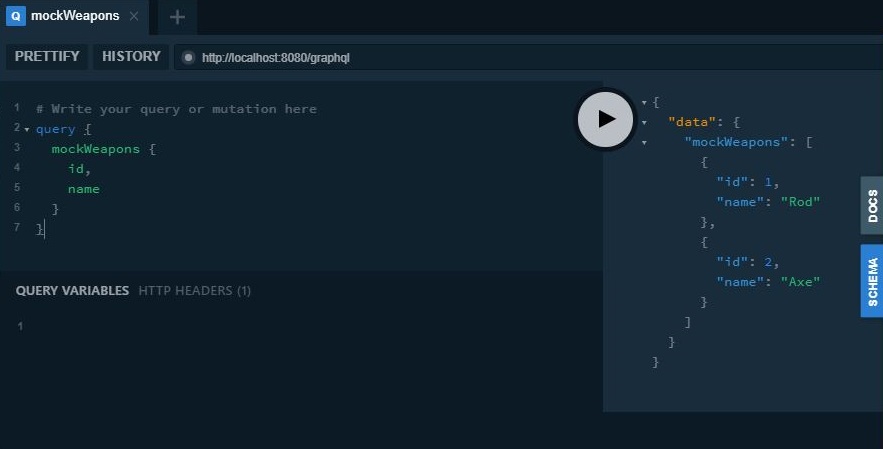 Q mockWeapons × +
PRETTIFY HISTORY http://localhost:8080/graphql
1 # Write your query or mutation here
2 query {
3 mockWeapons {
4 id,
5 name
6 }
7 }
{
"data": {
"mockWeapons": [
{
"id": 1,
"name": "Rod"
},
{
"id": 2,
"name": "Axe"
}
]
}
}
DOCS
SCHEMA
QUERY VARIABLES HTTP HEADERS (1)
1